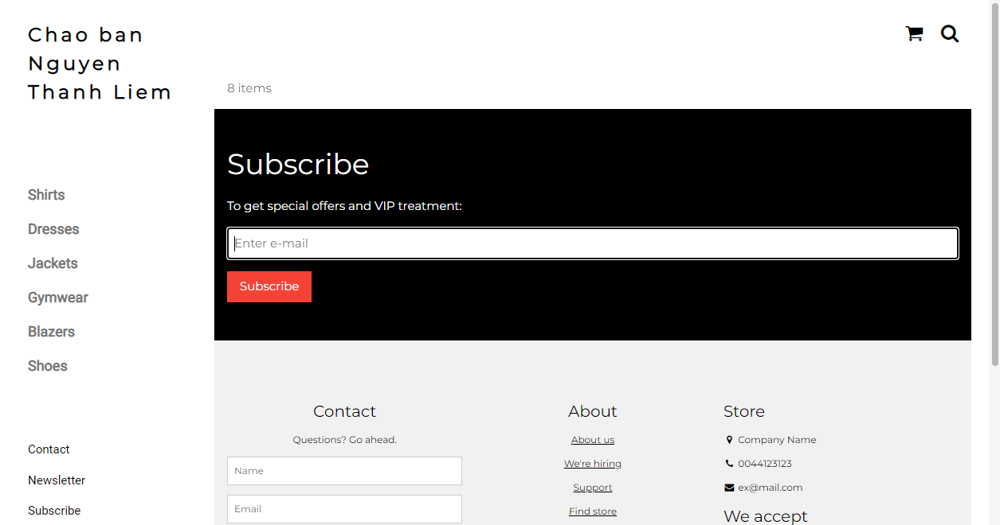 Chao ban
Nguyen
Thanh Liem
Shirts
Dresses
Jackets
Gymwear
Blazers
Shoes
Contact
Newsletter
Subscribe
8 items
Subscribe
To get special offers and VIP treatment:
Enter e-mail
Subscribe
Contact
Questions? Go ahead.
Name
Email
About
About us
We're hiring
Support
Find store
Store
Company Name
0044123123
ex@mail.com
We accept